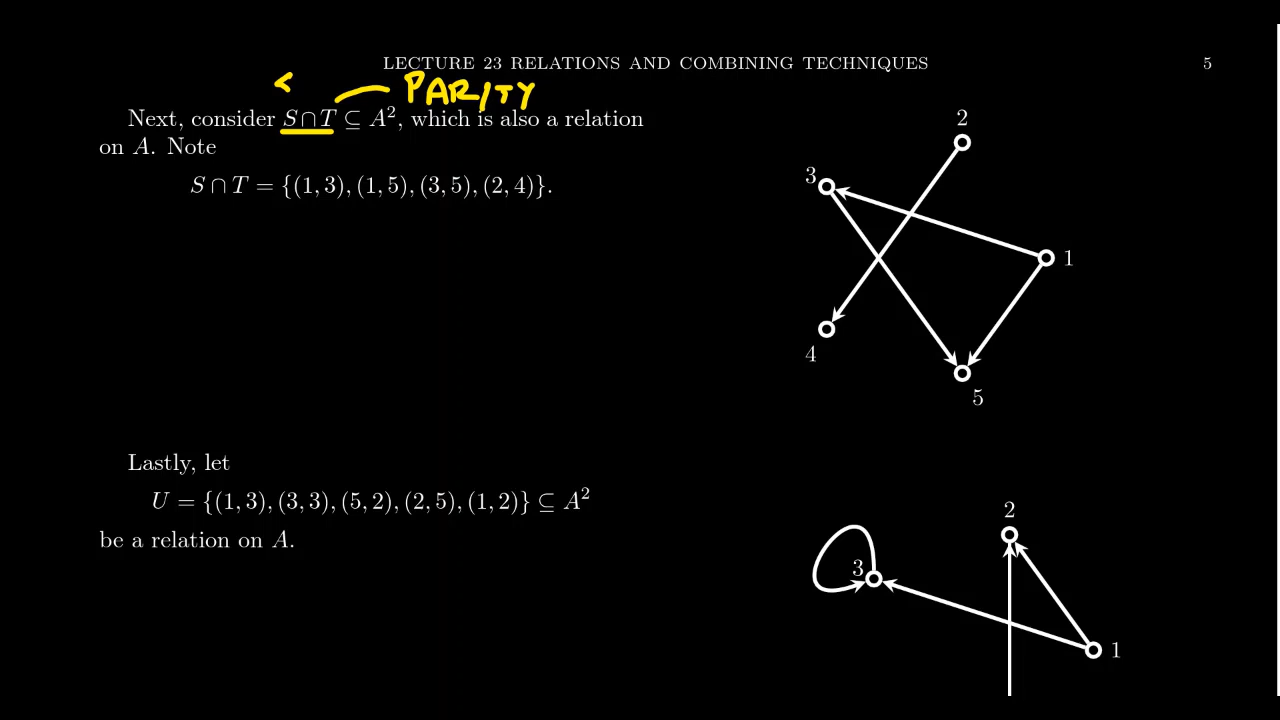 LECTURE 23 RELATIONS AND COMBINING TECHNIQUES 5
< PARITY
Next, consider S ∩ T ⊆ A², which is also a relation
on A. Note
S ∩ T = {(1, 3), (1, 5), (3, 5), (2, 4)}.
2
3
1
4
5
Lastly, let
U = {(1, 3), (3, 3), (5, 2), (2, 5), (1, 2)} ⊆ A²
be a relation on A.
2
3
1